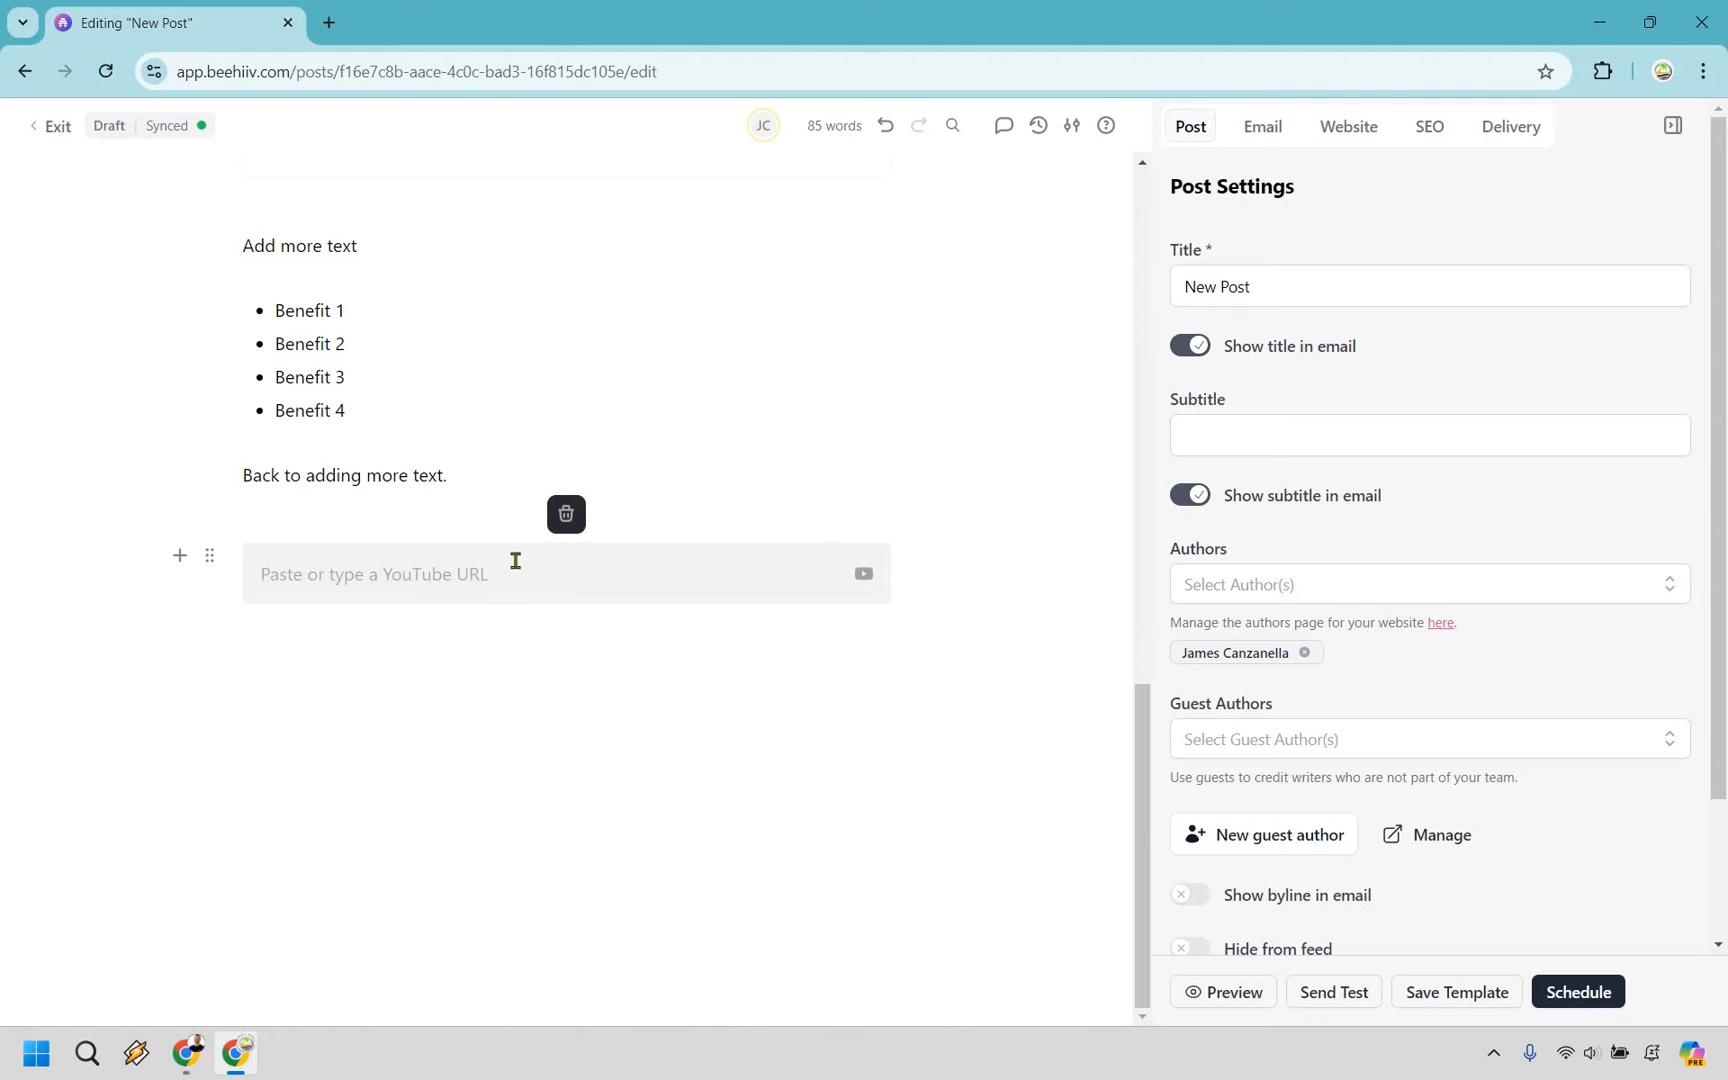 Editing "New Post"
app.beehiiv.com/posts/f16e7c8b-aace-4c0c-bad3-16f815dc105e/edit
Exit
Draft
Synced
JC
85 words
Post
Email
Website
SEO
Delivery
Post Settings
Add more text
Title *
New Post
Benefit 1
Benefit 2
Benefit 3
Benefit 4
Show title in email
Subtitle
Back to adding more text.
Show subtitle in email
Paste or type a YouTube URL
Authors
Select Author(s)
Manage the authors page for your website here.
James Canzanella
Guest Authors
Select Guest Author(s)
Use guests to credit writers who are not part of your team.
New guest author
Manage
Show byline in email
Hide from feed
Preview
Send Test
Save Template
Schedule
PRE